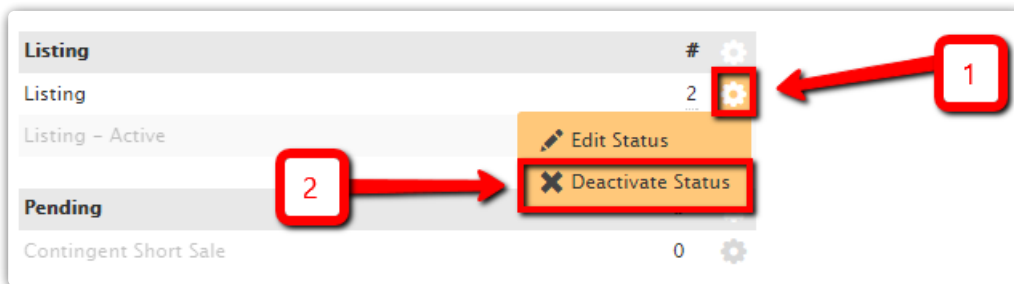 Listing #
Listing 2
1
Listing – Active
Edit Status
Deactivate Status
2
Pending
Contingent Short Sale 0